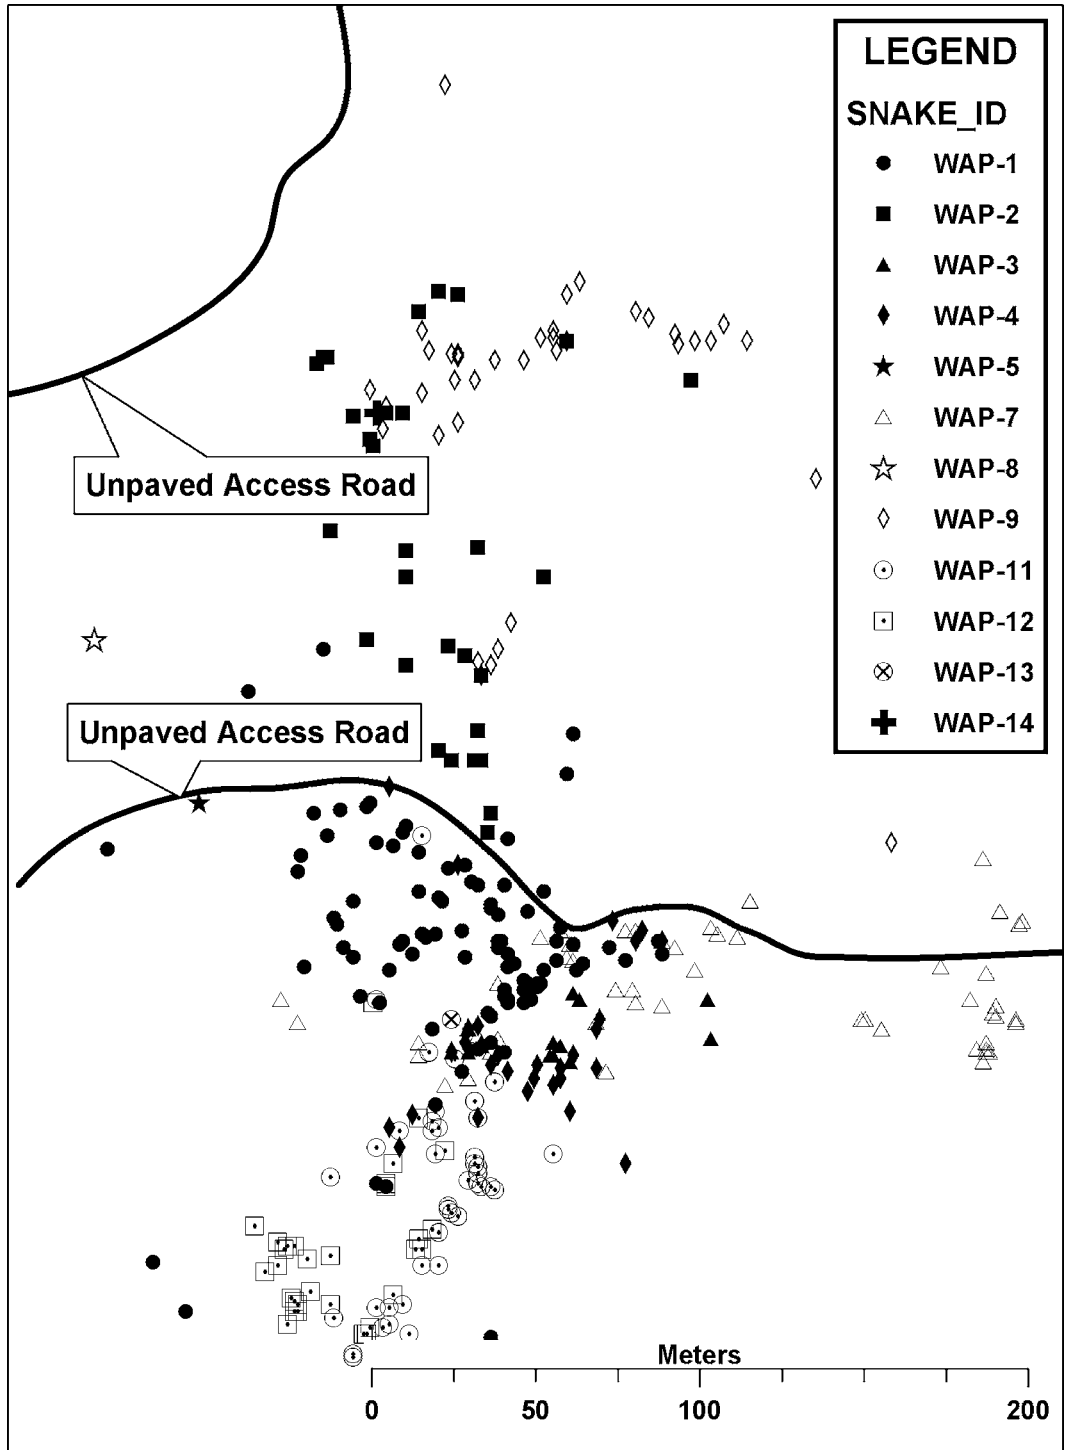 LEGEND
SNAKE_ID
WAP-1
WAP-2
WAP-3
WAP-4
WAP-5
WAP-7
WAP-8
WAP-9
WAP-11
WAP-12
WAP-13
WAP-14
Unpaved Access Road
Unpaved Access Road
Meters
0 50 100 200